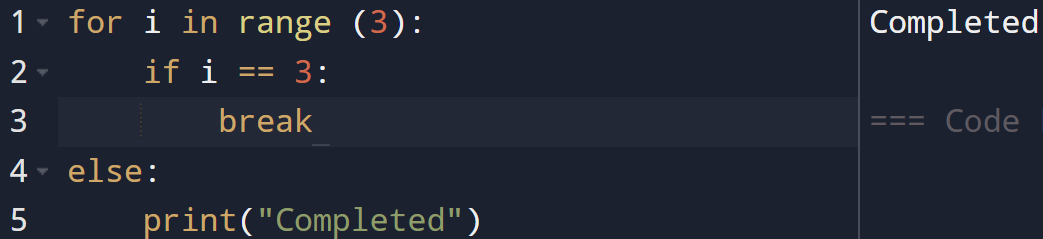 1 for i in range (3):
2     if i == 3:
3         break
4 else:
5     print("Completed")
Completed
=== Code